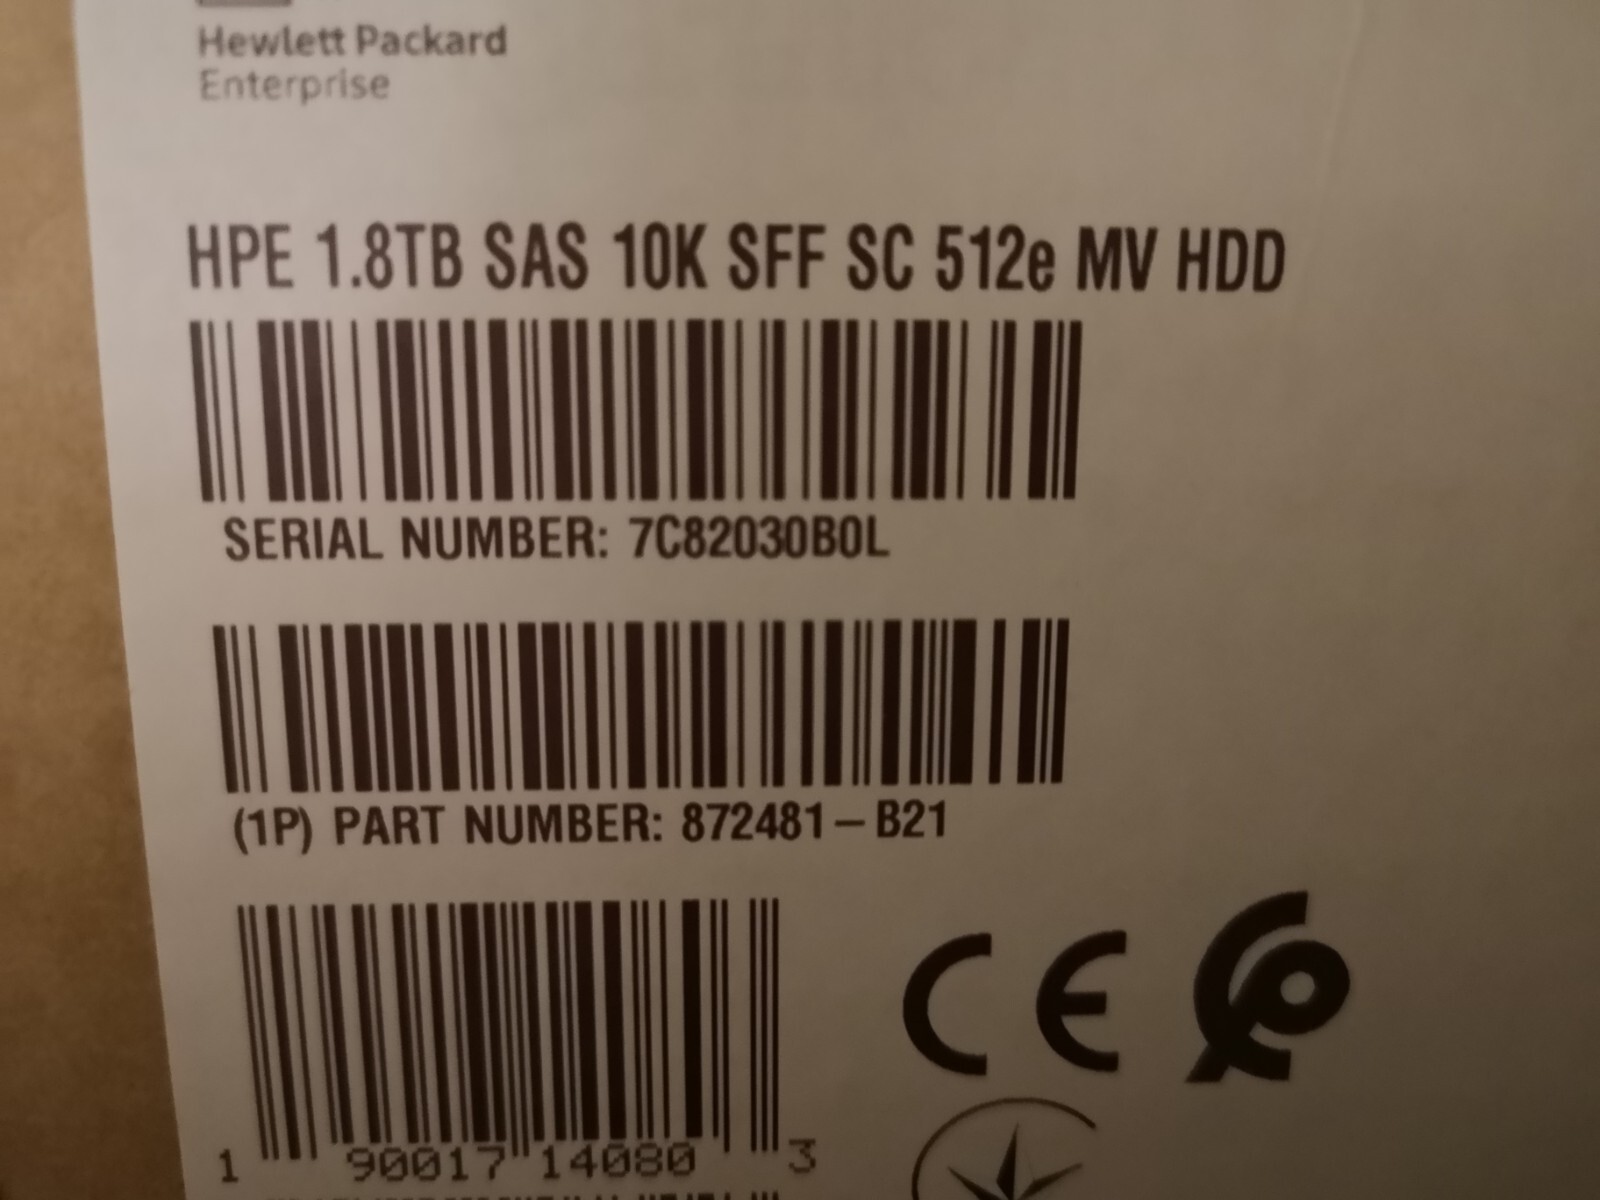 Hewlett Packard
Enterprise
HPE 1.8TB SAS 10K SFF SC 512e MV HDD
SERIAL NUMBER: 7C82030B0L
(1P) PART NUMBER: 872481-B21
CE
1 90017 14080 3